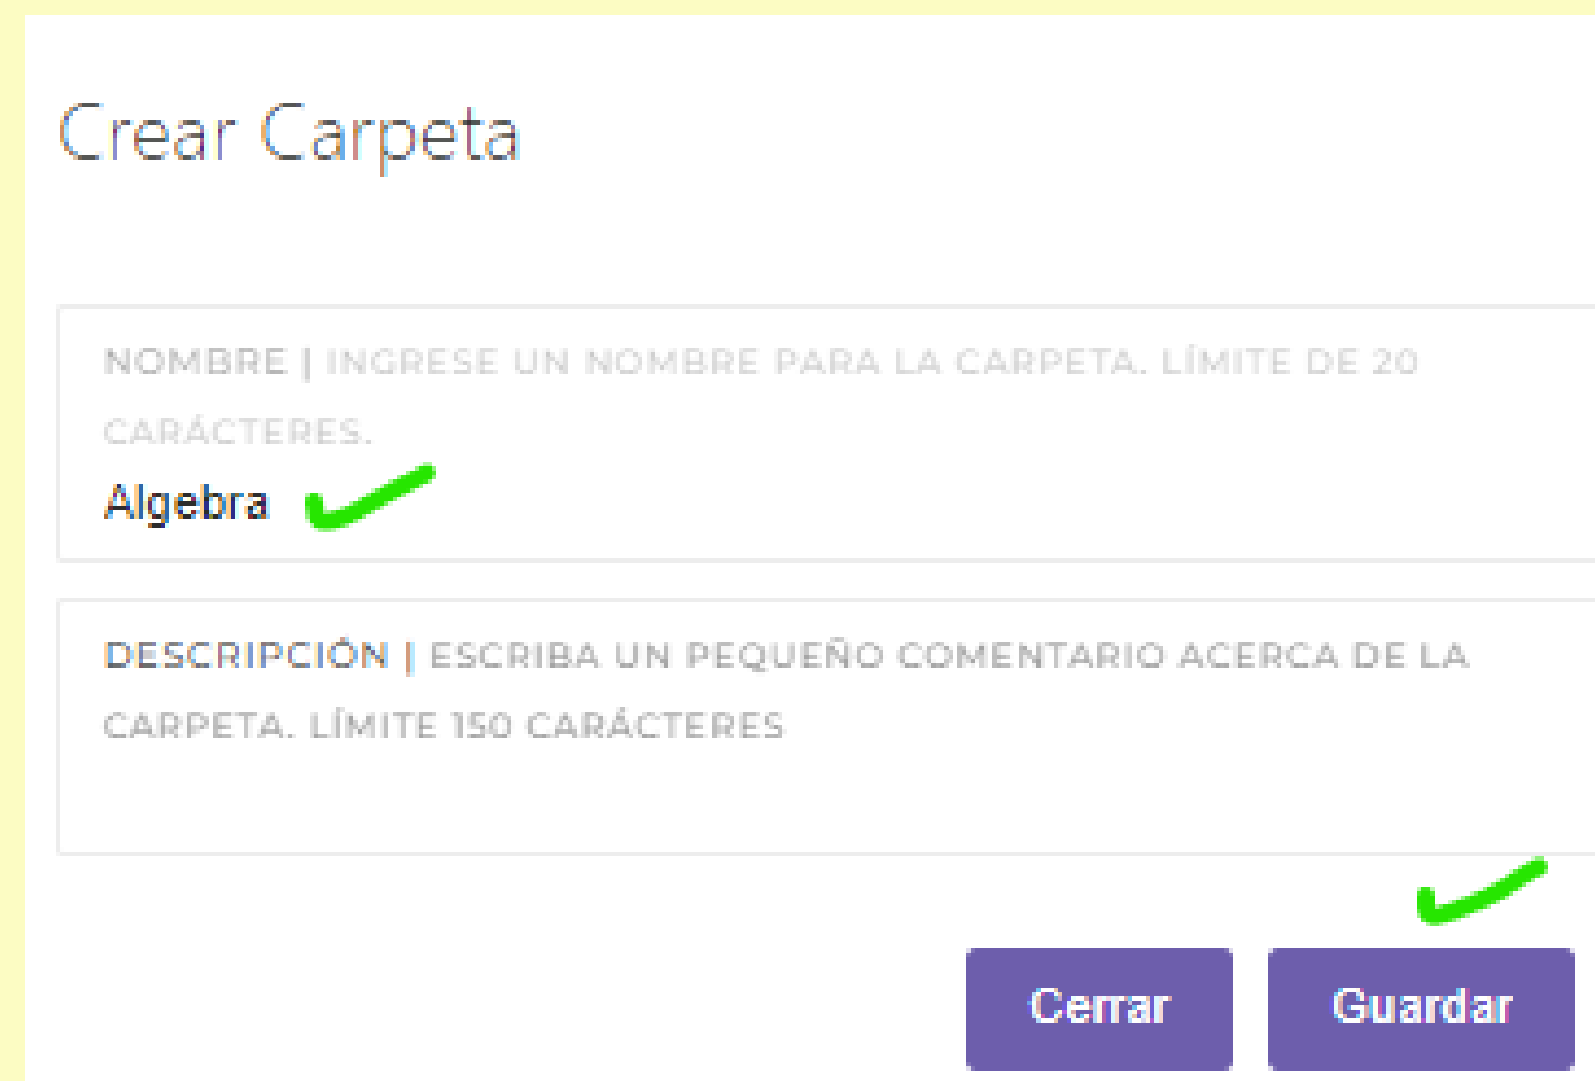 Crear Carpeta
NOMBRE | INGRESE UN NOMBRE PARA LA CARPETA. LÍMITE DE 20
CARÁCTERES.
Algebra
DESCRIPCIÓN | ESCRIBA UN PEQUEÑO COMENTARIO ACERCA DE LA
CARPETA. LÍMITE 150 CARÁCTERES
Cerrar Guardar